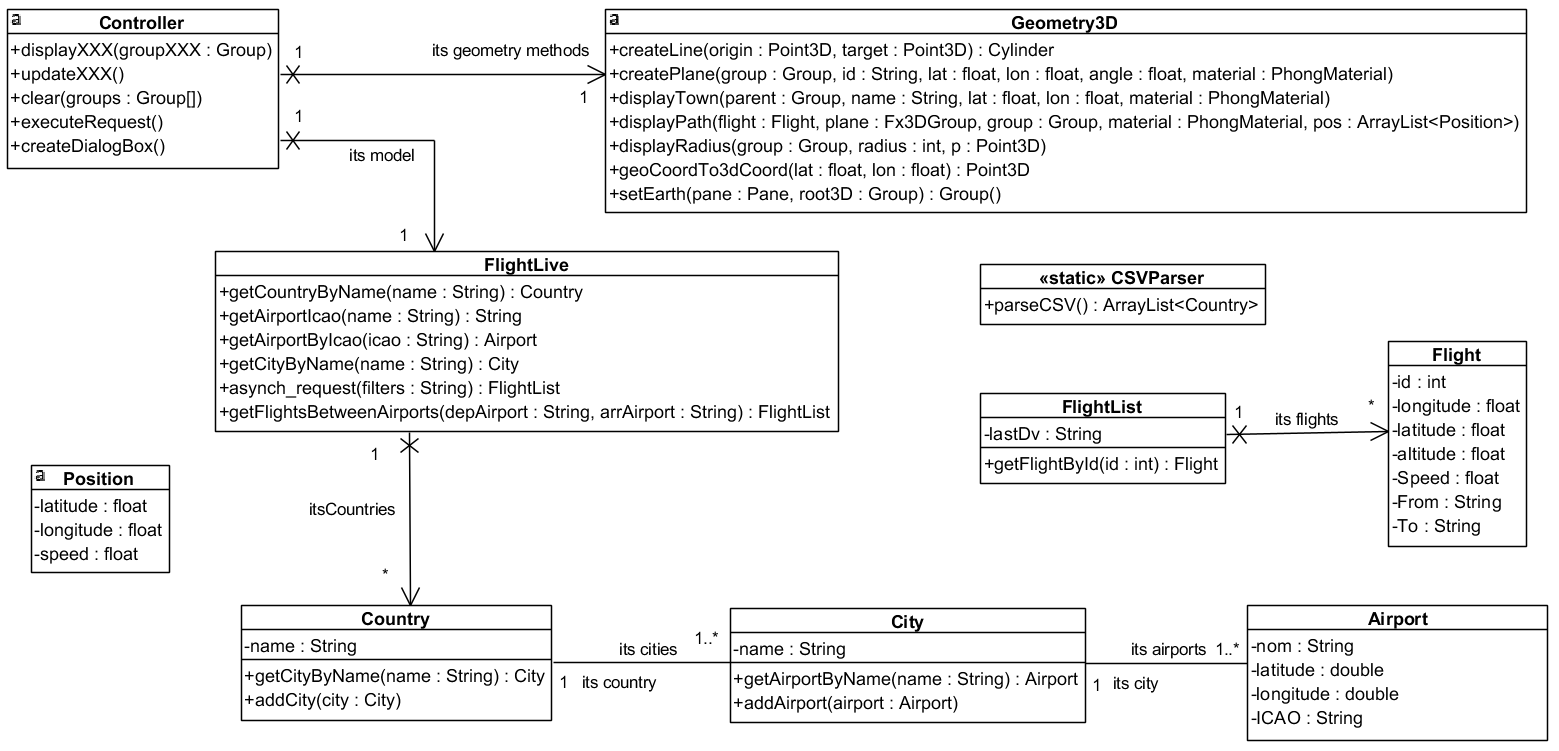 a
Controller
+displayXXX(groupXXX : Group)
+updateXXX()
+clear(groups : Group[])
+executeRequest()
+createDialogBox()
1
its geometry methods
1
a
Geometry3D
+createLine(origin : Point3D, target : Point3D) : Cylinder
+createPlane(group : Group, id : String, lat : float, lon : float, angle : float, material : PhongMaterial)
+displayTown(parent : Group, name : String, lat : float, lon : float, material : PhongMaterial)
+displayPath(flight : Flight, plane : Fx3DGroup, group : Group, material : PhongMaterial, pos : ArrayList<Position>)
+displayRadius(group : Group, radius : int, p : Point3D)
+geoCoordTo3dCoord(lat : float, lon : float) : Point3D
+setEarth(pane : Pane, root3D : Group) : Group()
1
its model
1
FlightLive
+getCountryByName(name : String) : Country
+getAirportIcao(name : String) : String
+getAirportByIcao(icao : String) : Airport
+getCityByName(name : String) : City
+asynch_request(filters : String) : FlightList
+getFlightsBetweenAirports(depAirport : String, arrAirport : String) : FlightList
«static» CSVParser
+parseCSV() : ArrayList<Country>
FlightList
-lastDv : String
+getFlightById(id : int) : Flight
1
its flights
*
Flight
-id : int
-longitude : float
-latitude : float
-altitude : float
-Speed : float
-From : String
-To : String
a
Position
-latitude : float
-longitude : float
-speed : float
1
itsCountries
*
Country
-name : String
+getCityByName(name : String) : City
+addCity(city : City)
its cities
1..*
1
its country
City
-name : String
+getAirportByName(name : String) : Airport
+addAirport(airport : Airport)
its airports
1..*
1
its city
Airport
-nom : String
-latitude : double
-longitude : double
-ICAO : String